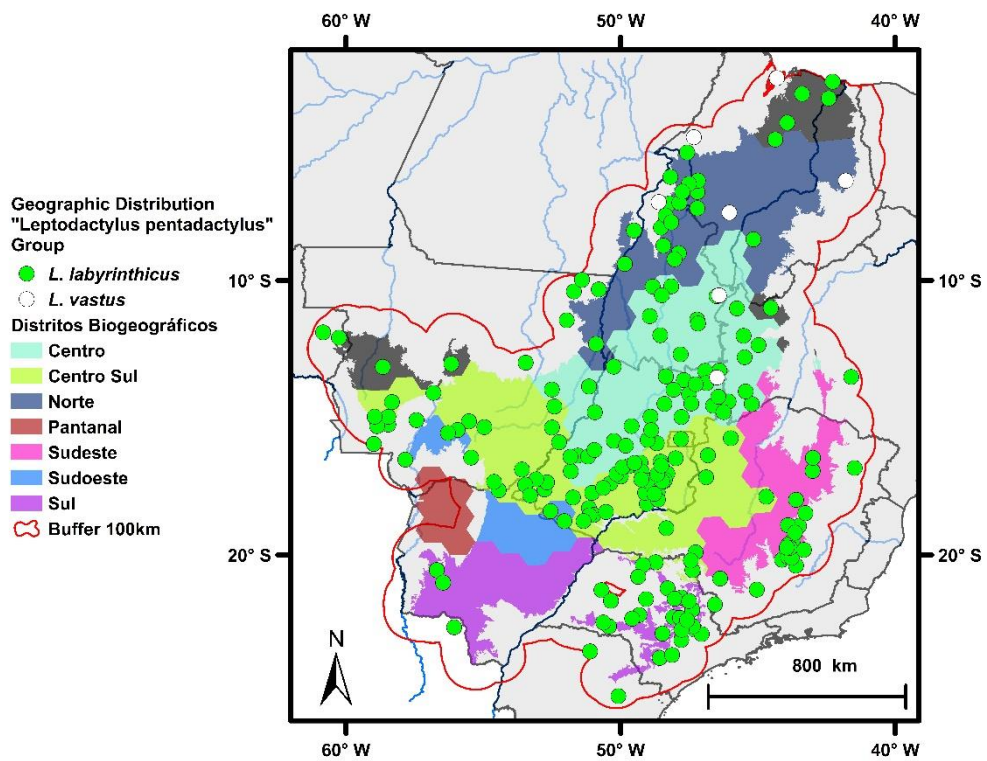 60° W 50° W 40° W
Geographic Distribution
"Leptodactylus pentadactylus"
Group
L. labyrinthicus
L. vastus
Distritos Biogeográficos
Centro
Centro Sul
Norte
Pantanal
Sudeste
Sudoeste
Sul
Buffer 100km
10° S 10° S
20° S 20° S
N
800 km
60° W 50° W 40° W